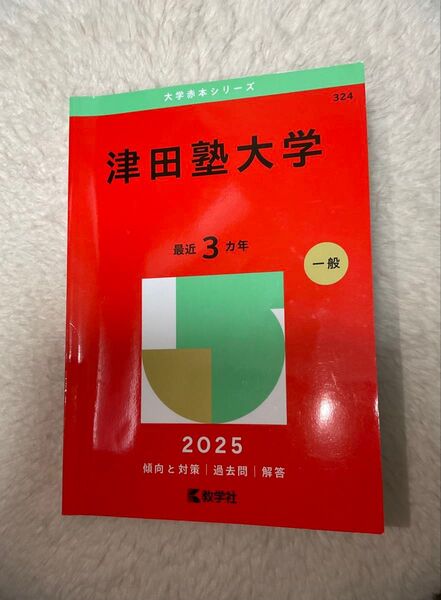 大学赤本シリーズ
324
津田塾大学
最近 3 カ年
一般
2025
傾向と対策|過去問|解答
教学社